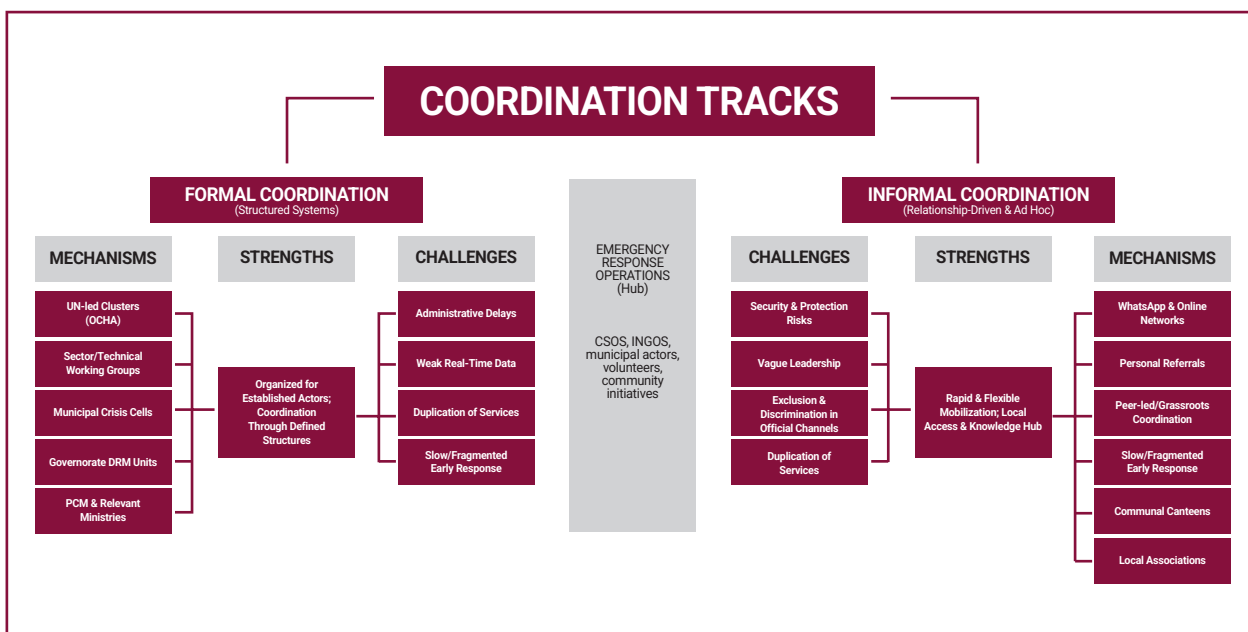 COORDINATION TRACKS
FORMAL COORDINATION
(Structured Systems)
MECHANISMS
STRENGTHS
CHALLENGES
UN-led Clusters
(OCHA)
Sector/Technical
Working Groups
Municipal Crisis Cells
Governorate DRM Units
PCM & Relevant
Ministries
Organized for
Established Actors;
Coordination
Through Defined
Structures
Administrative Delays
Weak Real-Time Data
Duplication of Services
Slow/Fragmented
Early Response
EMERGENCY
RESPONSE
OPERATIONS
(Hub)
CSOS, INGOS,
municipal actors,
volunteers,
community
initiatives
INFORMAL COORDINATION
(Relationship-Driven & Ad Hoc)
CHALLENGES
STRENGTHS
MECHANISMS
Security & Protection
Risks
Vague Leadership
Exclusion &
Discrimination in
Official Channels
Duplication of
Services
Rapid & Flexible
Mobilization; Local
Access & Knowledge Hub
WhatsApp & Online
Networks
Personal Referrals
Peer-led/Grassroots
Coordination
Slow/Fragmented
Early Response
Communal Canteens
Local Associations